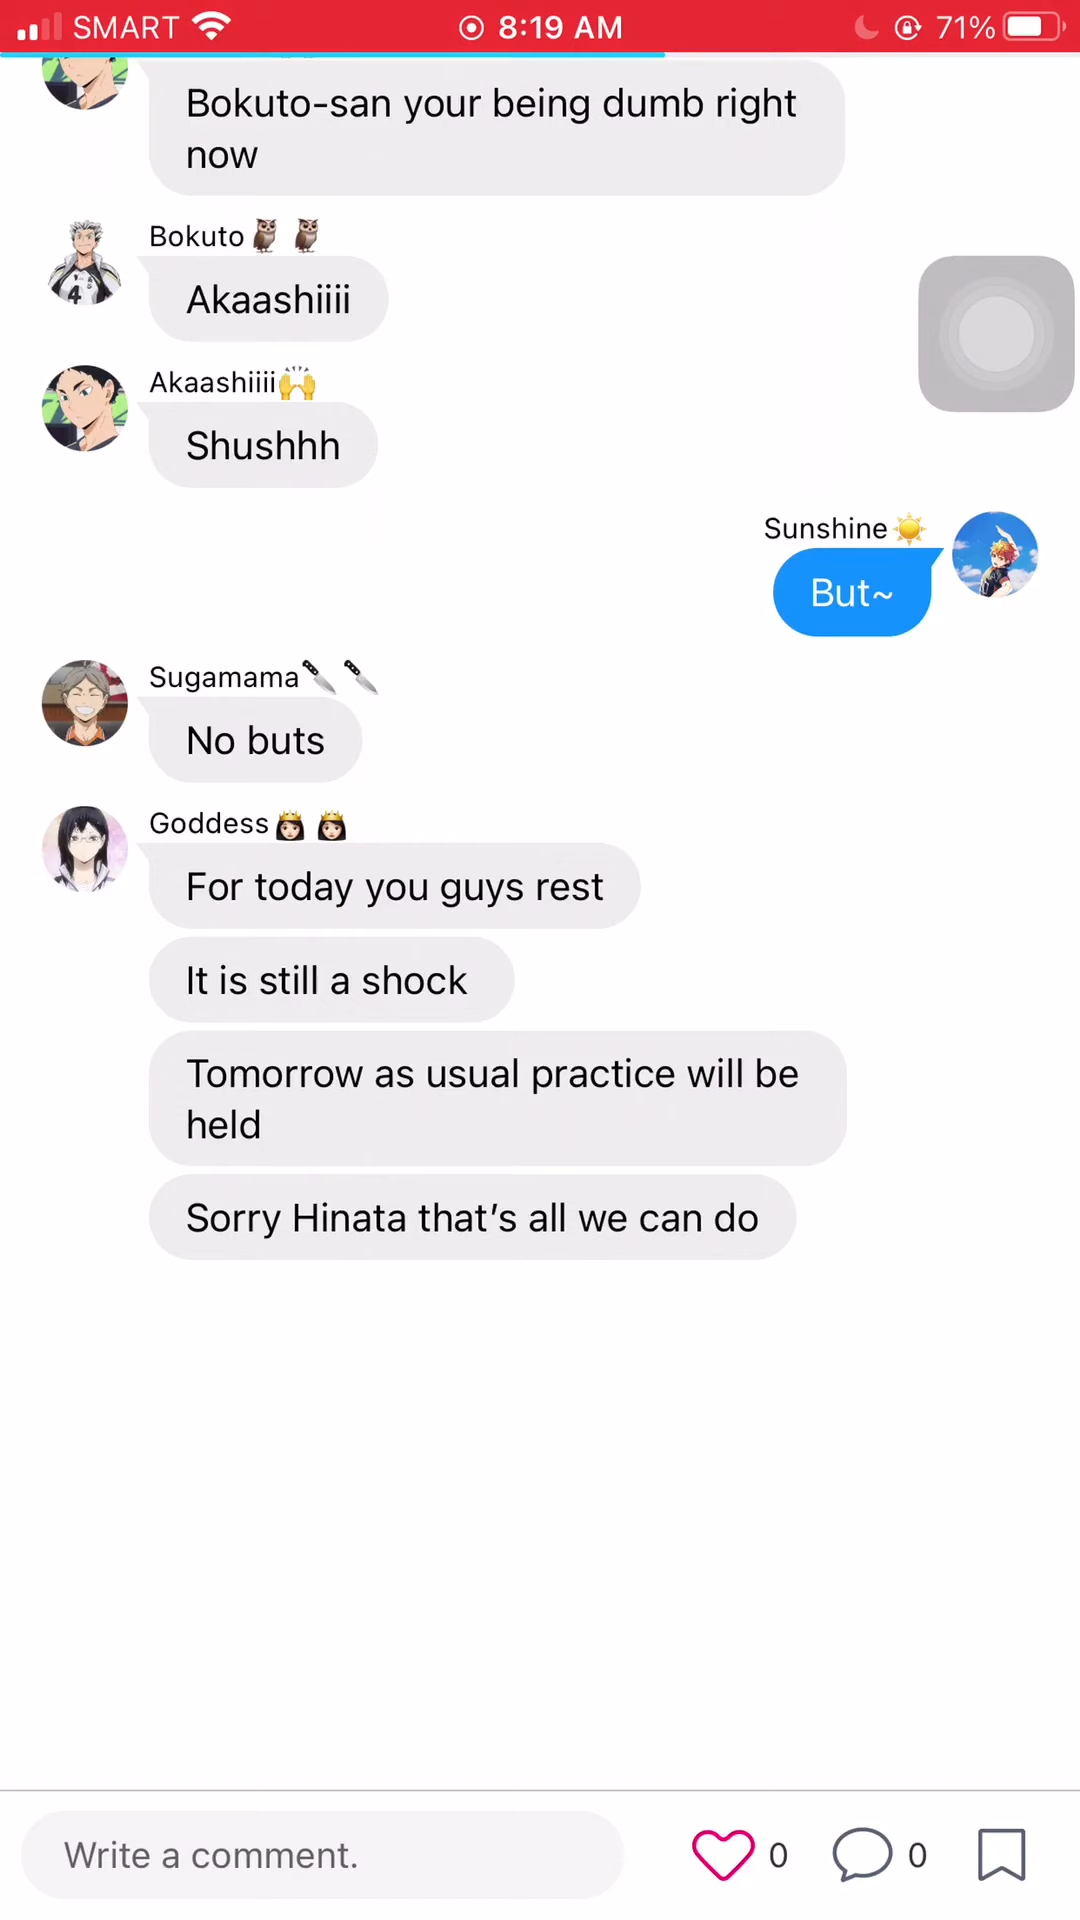 SMART 8:19 AM 71%
Bokuto-san your being dumb right
now
Bokuto🦉 🦉
Akaashiiii
Akaashiiii🙌
Shushhh
Sunshine☀️
But~
Sugamama🔪 🔪
No buts
Goddess👸🏻 👸🏻
For today you guys rest
It is still a shock
Tomorrow as usual practice will be
held
Sorry Hinata that's all we can do
Write a comment.
0
0